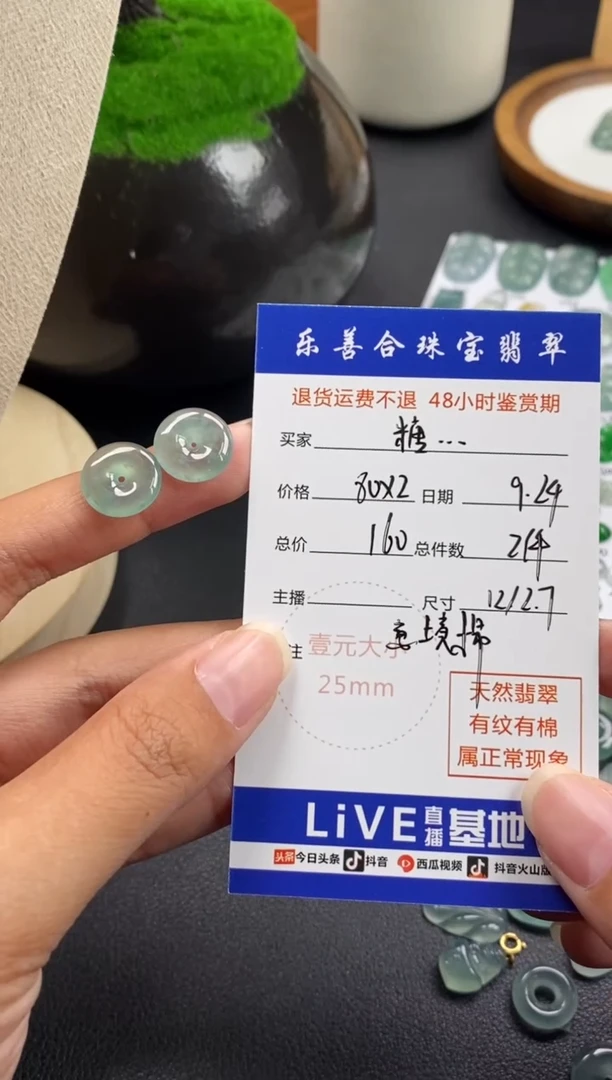 乐善合珠宝翡翠
退货运费不退 48小时鉴赏期
买家 糖...
价格 80X2 日期 9.24
总价 160 总件数 2件
主播 尺寸 12/2.7
注 壹元大小
25mm
天然翡翠
有纹有棉
属正常现象
LiVE直播基地
头条 今日头条 抖音 西瓜视频 抖音火山版